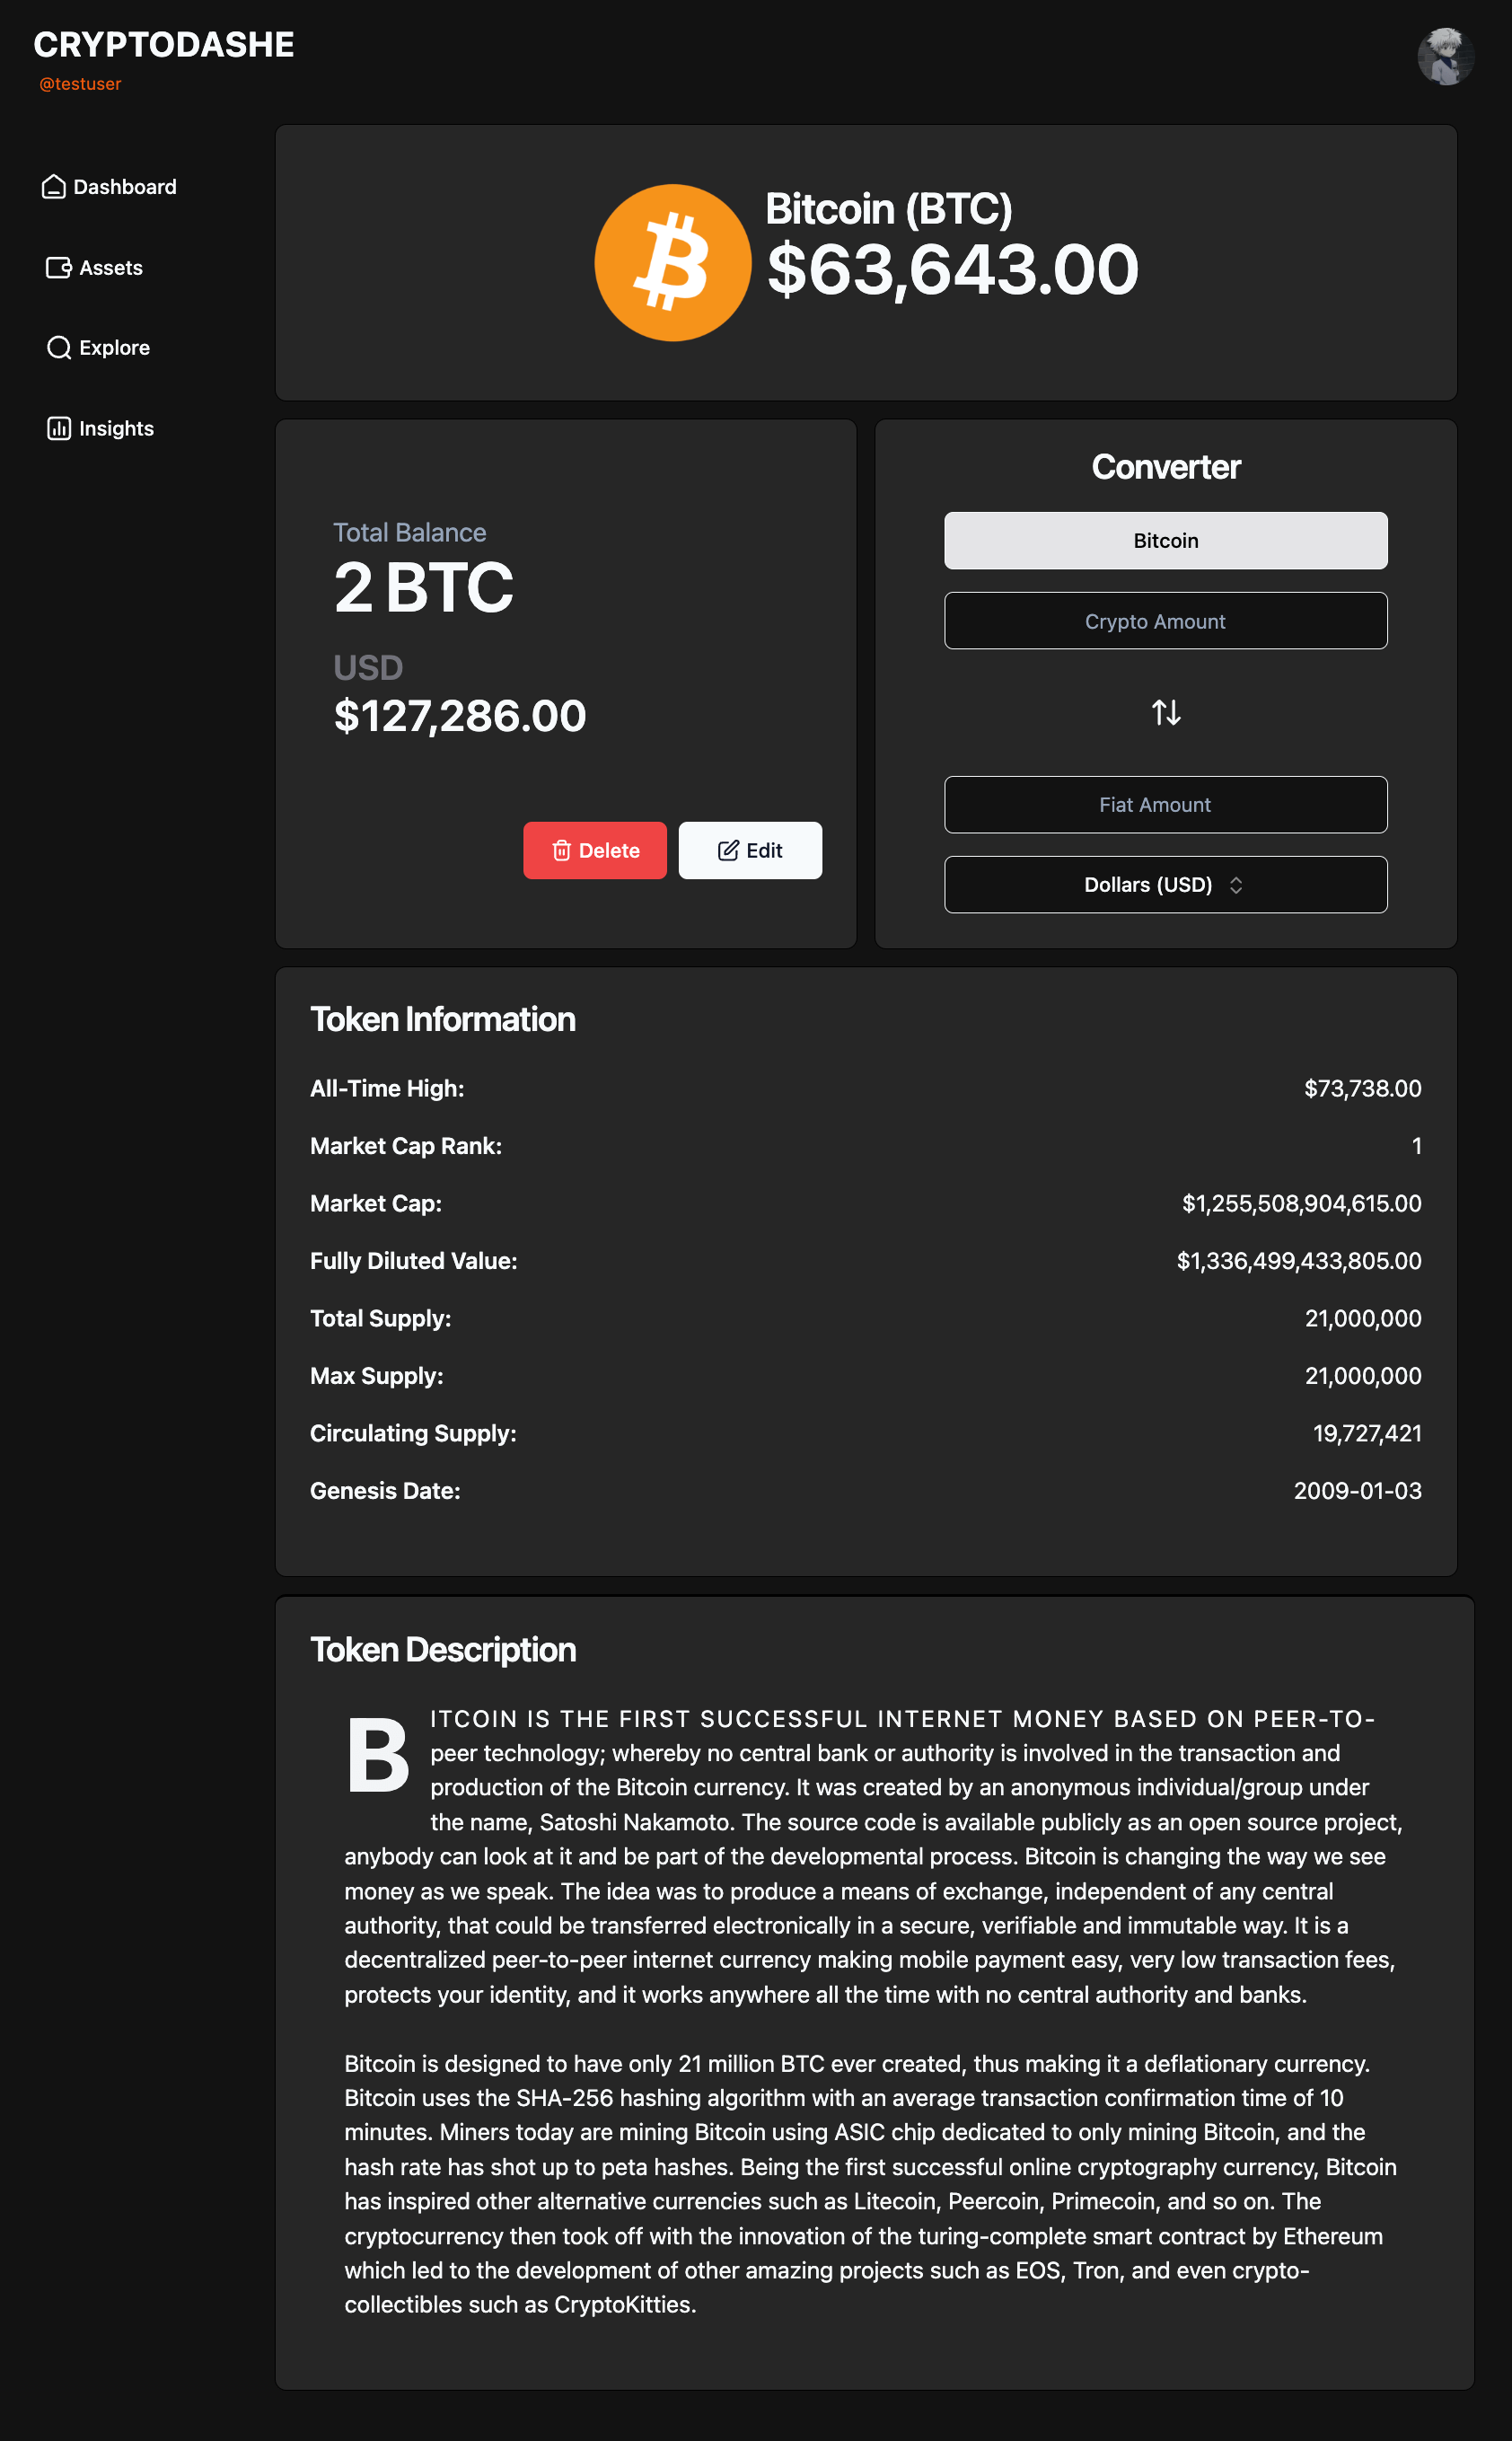 CRYPTODASHE
@testuser
Dashboard
Assets
Explore
Insights
Bitcoin (BTC)
$63,643.00
Total Balance
2 BTC
USD
$127,286.00
Delete
Edit
Converter
Bitcoin
Crypto Amount
Fiat Amount
Dollars (USD)
Token Information
All-Time High: $73,738.00
Market Cap Rank: 1
Market Cap: $1,255,508,904,615.00
Fully Diluted Value: $1,336,499,433,805.00
Total Supply: 21,000,000
Max Supply: 21,000,000
Circulating Supply: 19,727,421
Genesis Date: 2009-01-03
Token Description
BITCOIN IS THE FIRST SUCCESSFUL INTERNET MONEY BASED ON PEER-TO-
peer technology; whereby no central bank or authority is involved in the transaction and
production of the Bitcoin currency. It was created by an anonymous individual/group under
the name, Satoshi Nakamoto. The source code is available publicly as an open source project,
anybody can look at it and be part of the developmental process. Bitcoin is changing the way we see
money as we speak. The idea was to produce a means of exchange, independent of any central
authority, that could be transferred electronically in a secure, verifiable and immutable way. It is a
decentralized peer-to-peer internet currency making mobile payment easy, very low transaction fees,
protects your identity, and it works anywhere all the time with no central authority and banks.
Bitcoin is designed to have only 21 million BTC ever created, thus making it a deflationary currency.
Bitcoin uses the SHA-256 hashing algorithm with an average transaction confirmation time of 10
minutes. Miners today are mining Bitcoin using ASIC chip dedicated to only mining Bitcoin, and the
hash rate has shot up to peta hashes. Being the first successful online cryptography currency, Bitcoin
has inspired other alternative currencies such as Litecoin, Peercoin, Primecoin, and so on. The
cryptocurrency then took off with the innovation of the turing-complete smart contract by Ethereum
which led to the development of other amazing projects such as EOS, Tron, and even crypto-
collectibles such as CryptoKitties.